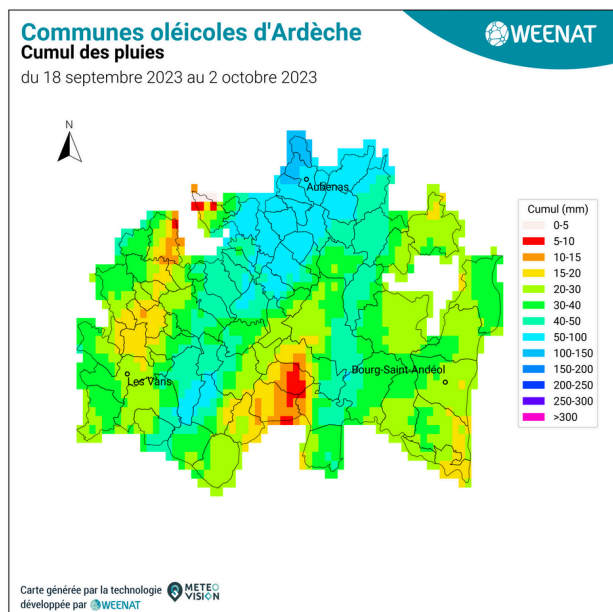 Communes oléicoles d'Ardèche
Cumul des pluies
du 18 septembre 2023 au 2 octobre 2023
WEENAT
N
Aubenas
Les Vans
Bourg-Saint-Andéol
Cumul (mm)
0-5
5-10
10-15
15-20
20-30
30-40
40-50
50-100
100-150
150-200
200-250
250-300
>300
Carte générée par la technologie
METEO
VISION
développée par WEENAT